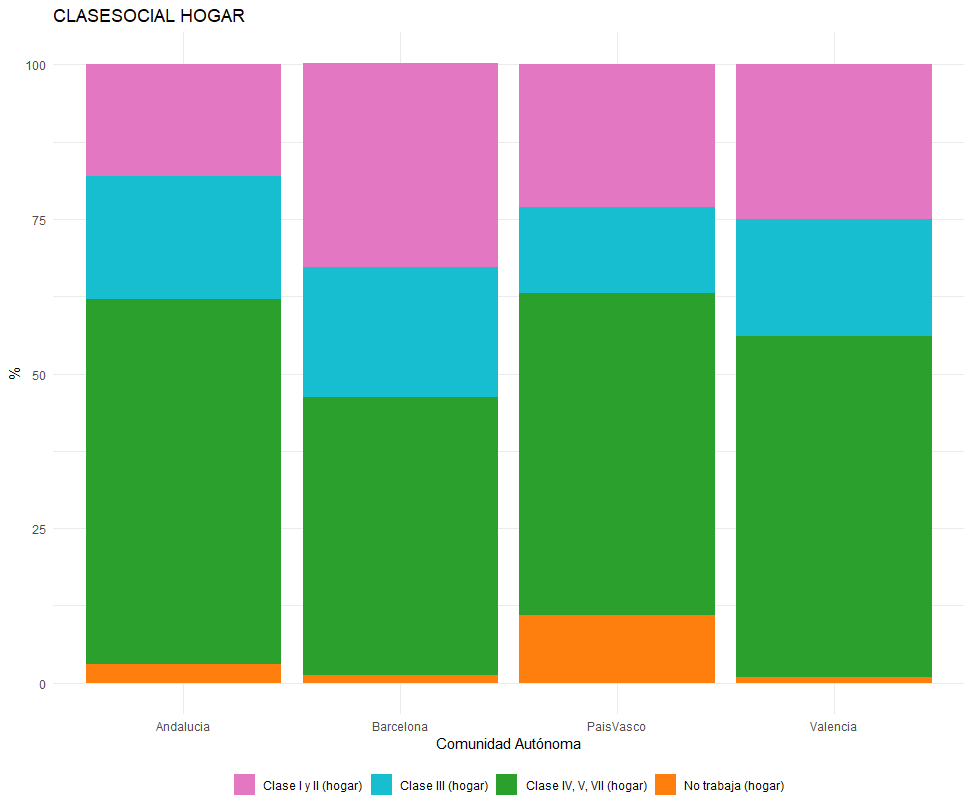 CLASESOCIAL HOGAR
100
75
50
25
0
%
Andalucia Barcelona PaisVasco Valencia
Comunidad Autónoma
Clase I y II (hogar) Clase III (hogar) Clase IV, V, VII (hogar) No trabaja (hogar)